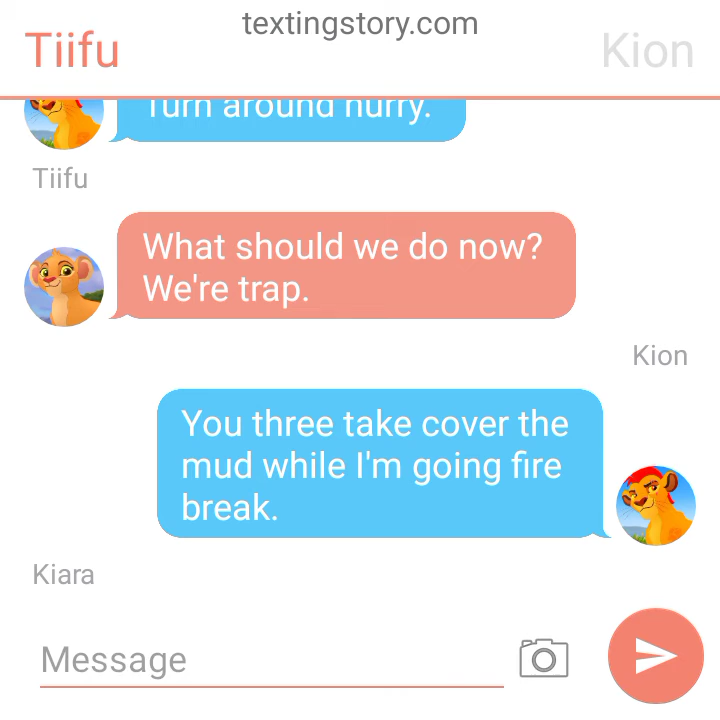 textingstory.com
Tiifu
Kion
Turn around hurry.
Tiifu
What should we do now?
We're trap.
Kion
You three take cover the
mud while I'm going fire
break.
Kiara
Message